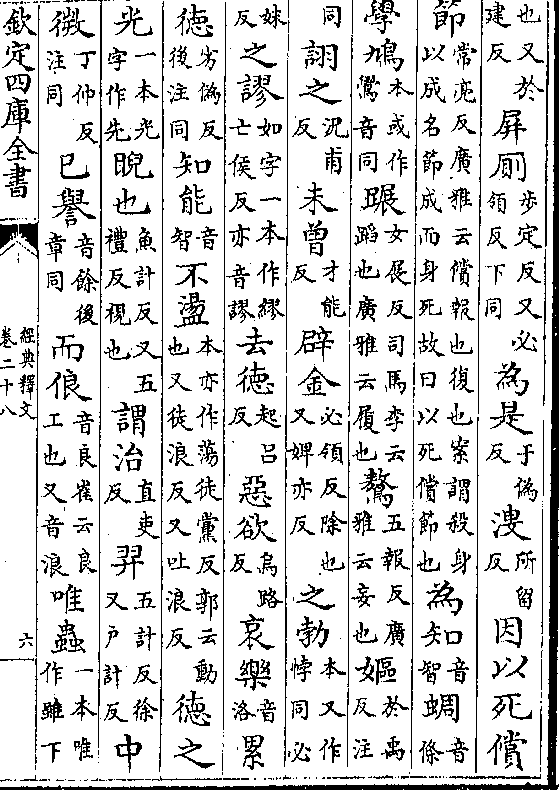 也又於建反屏厠步定反又必領反下同為是于偽反溲所留反因以死償
常亮反廣雅云償報也復也案謂殺身以成名節成而身死故曰以死償節也節為知音智蜩音條
學鳩本或作鷽音同蹍女展反司馬李云蹈也廣雅云履也驁五報反廣雅云妄也嫗於禹反注
同詡之況甫反未曾才能反辟金必領反除也又婢亦反之勃本又作悖同必
妹反之謬如字一本作繆亡侯反亦音謬去德起呂反惡欲烏路反哀樂音洛累
德劣偽反後注同知能音智不盪本亦作蕩徒黨反郭云動也又徒浪反又吐浪反德之
光一本光字作先睨也魚計反又五禮反視也謂治直吏反羿五計反徐又戶計反中
微丁仲反注同已譽音餘後章同而俍音良崔云良工也又音浪唯蟲一本唯作雖下
欽定四庫全書
經典釋文
卷二十八
六